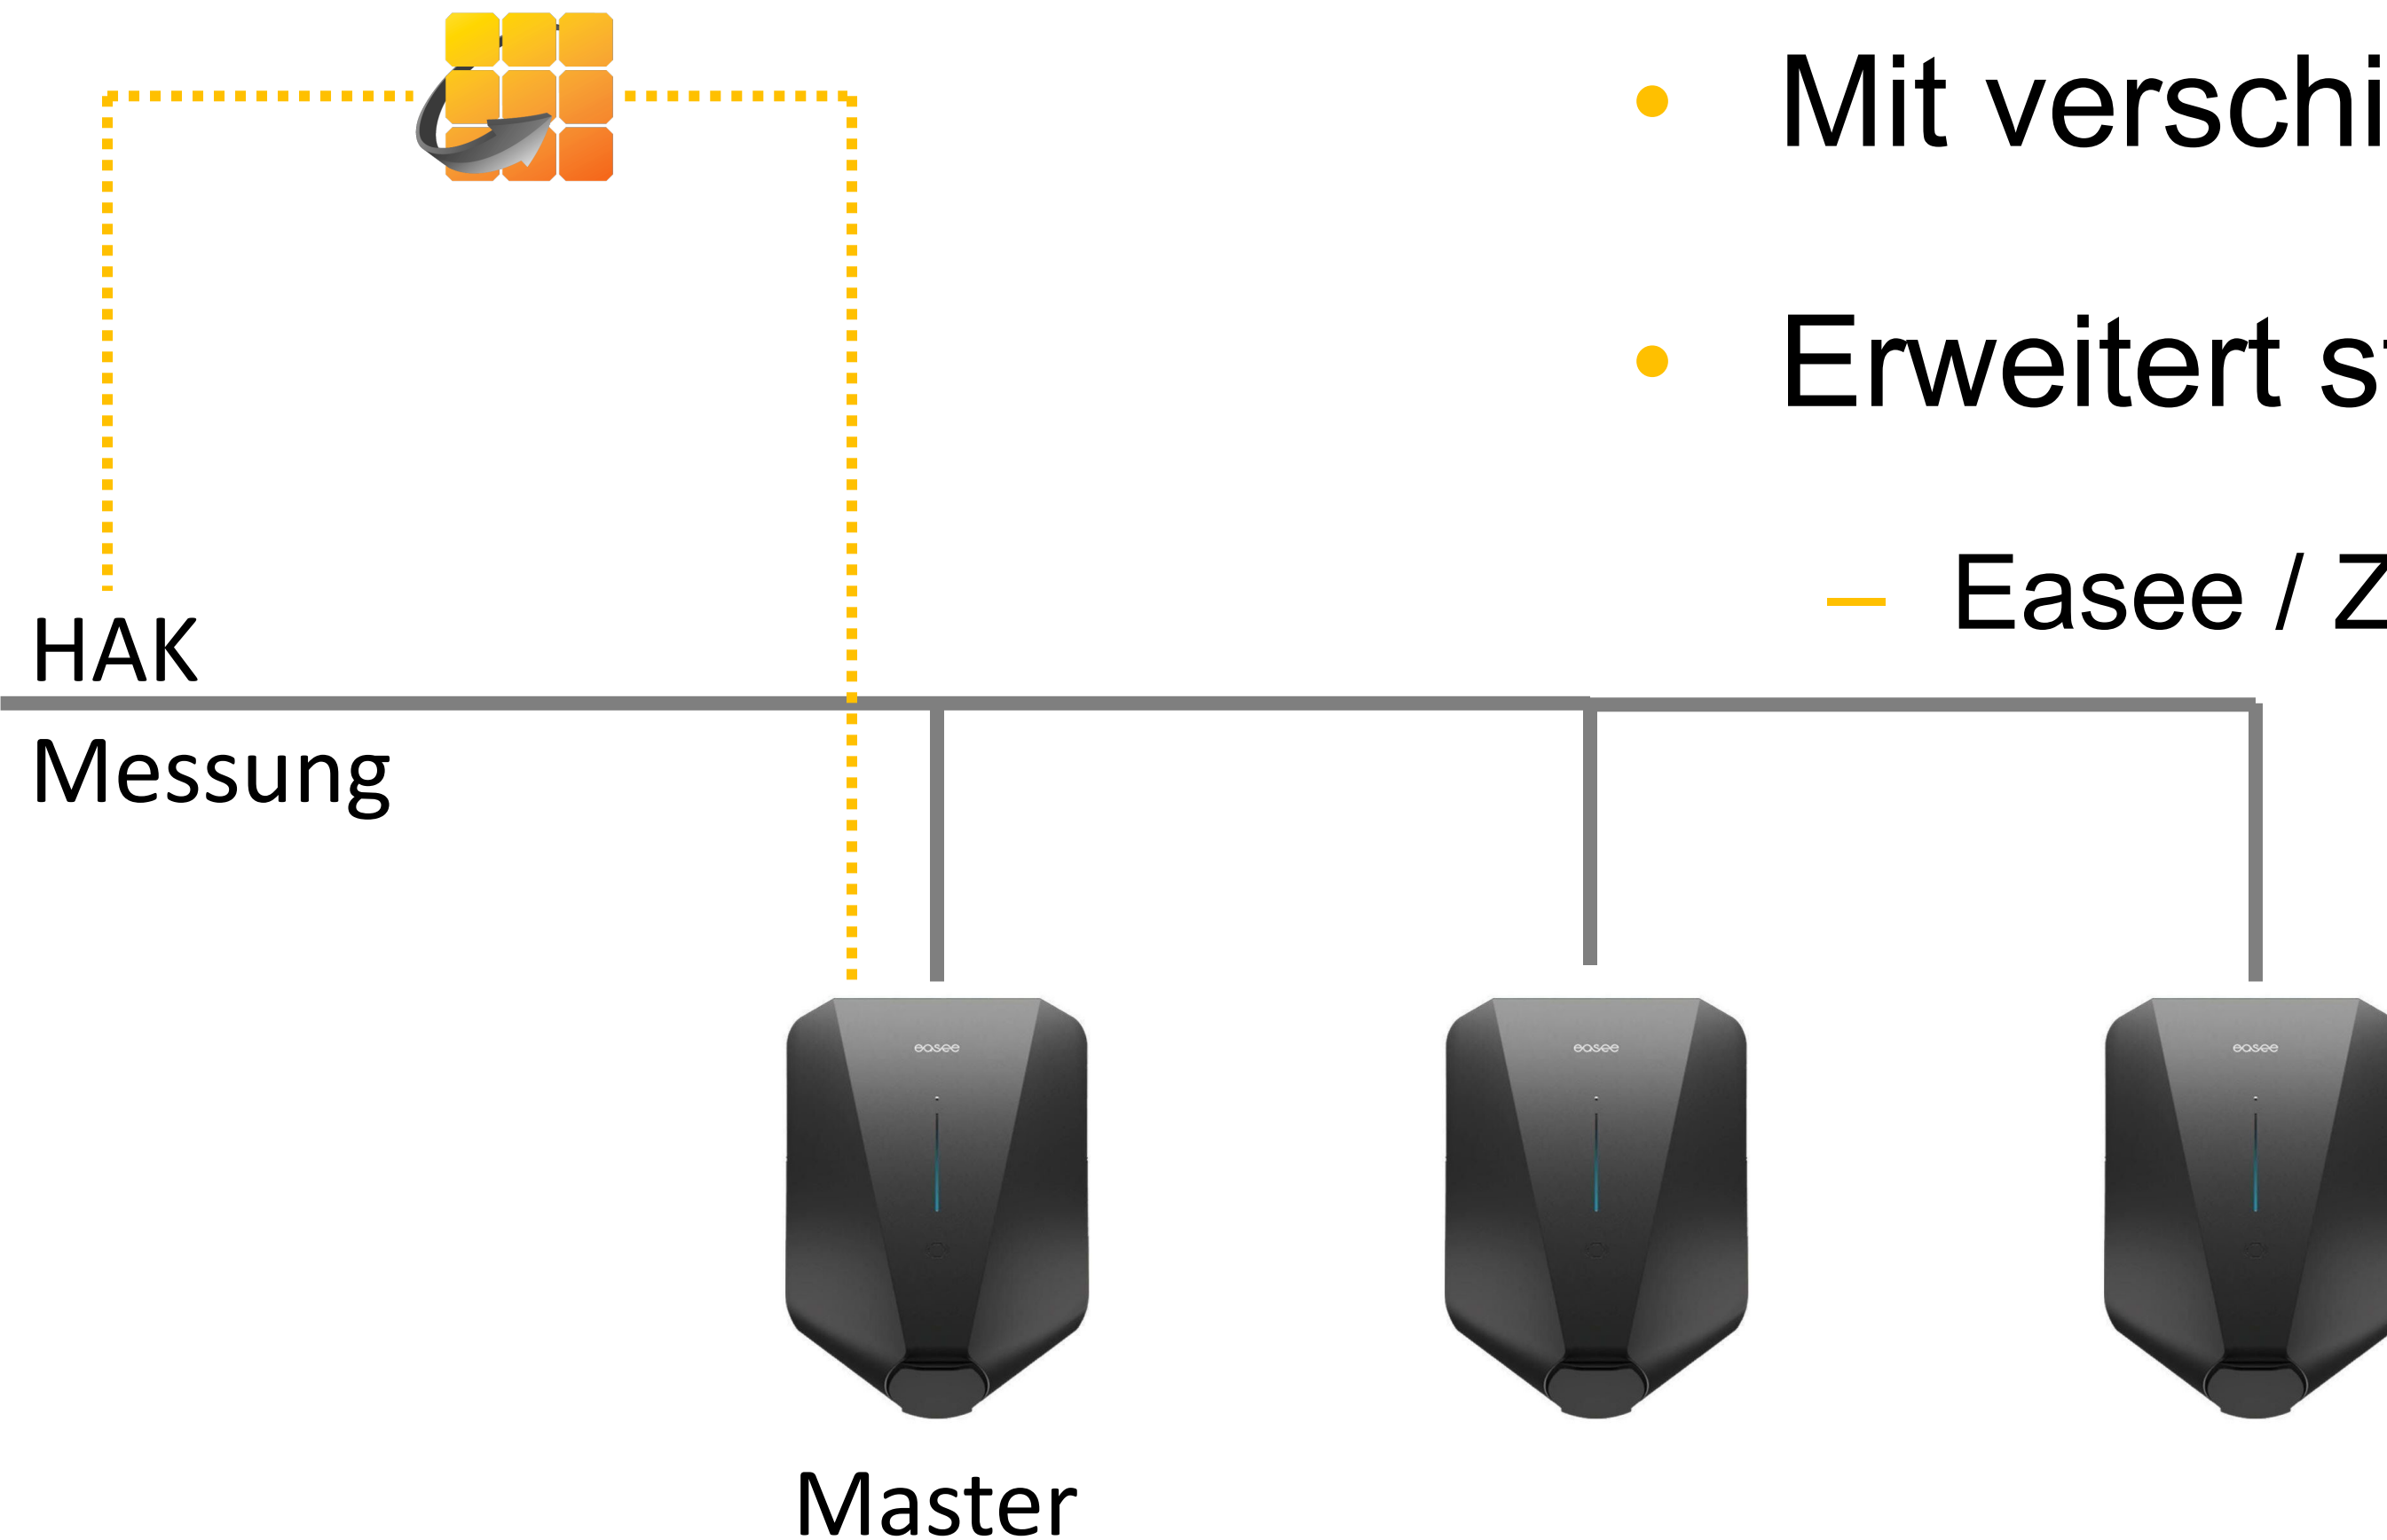 Mit verschi
Erweitert s
Easee / Z
HAK
Messung
easee
easee
easee
Master